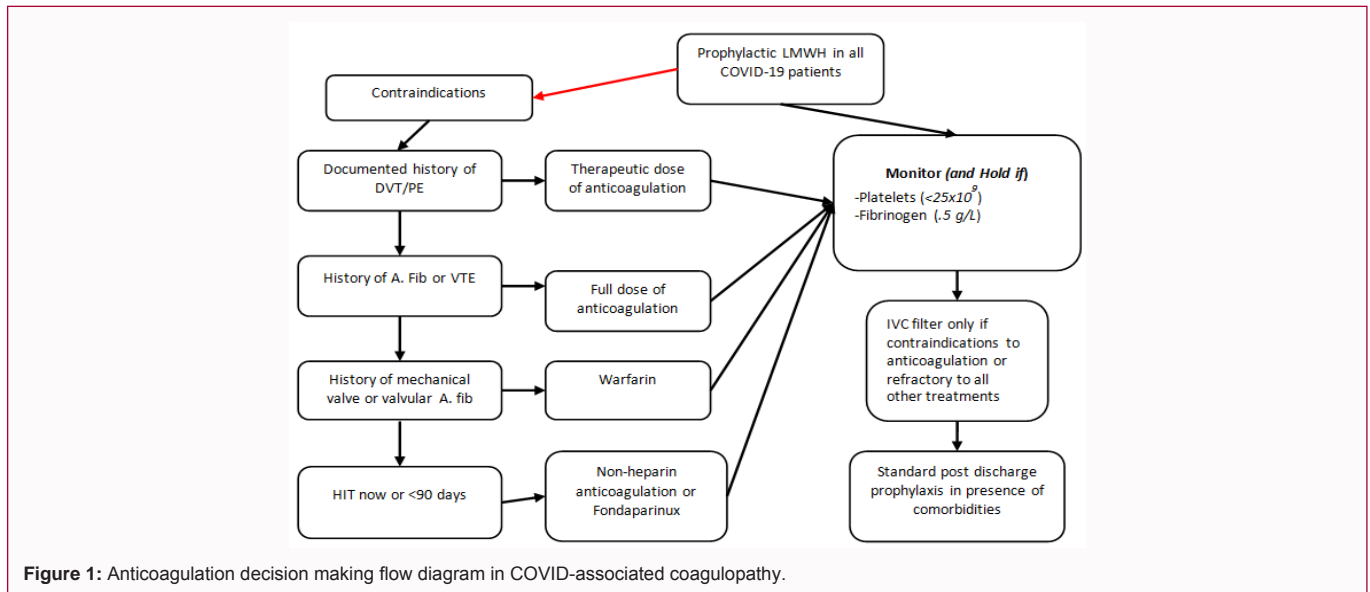 Prophylactic LMWH in all
COVID-19 patients
Contraindications
Documented history of
DVT/PE
Therapeutic dose
of anticoagulation
Monitor (and Hold if)
-Platelets (<25x10⁹)
-Fibrinogen (.5 g/L)
History of A. Fib or VTE
Full dose of
anticoagulation
IVC filter only if
contraindications to
anticoagulation or
refractory to all
other treatments
History of mechanical
valve or valvular A. fib
Warfarin
HIT now or <90 days
Non-heparin
anticoagulation or
Fondaparinux
Standard post discharge
prophylaxis in presence of
comorbidities
Figure 1: Anticoagulation decision making flow diagram in COVID-associated coagulopathy.